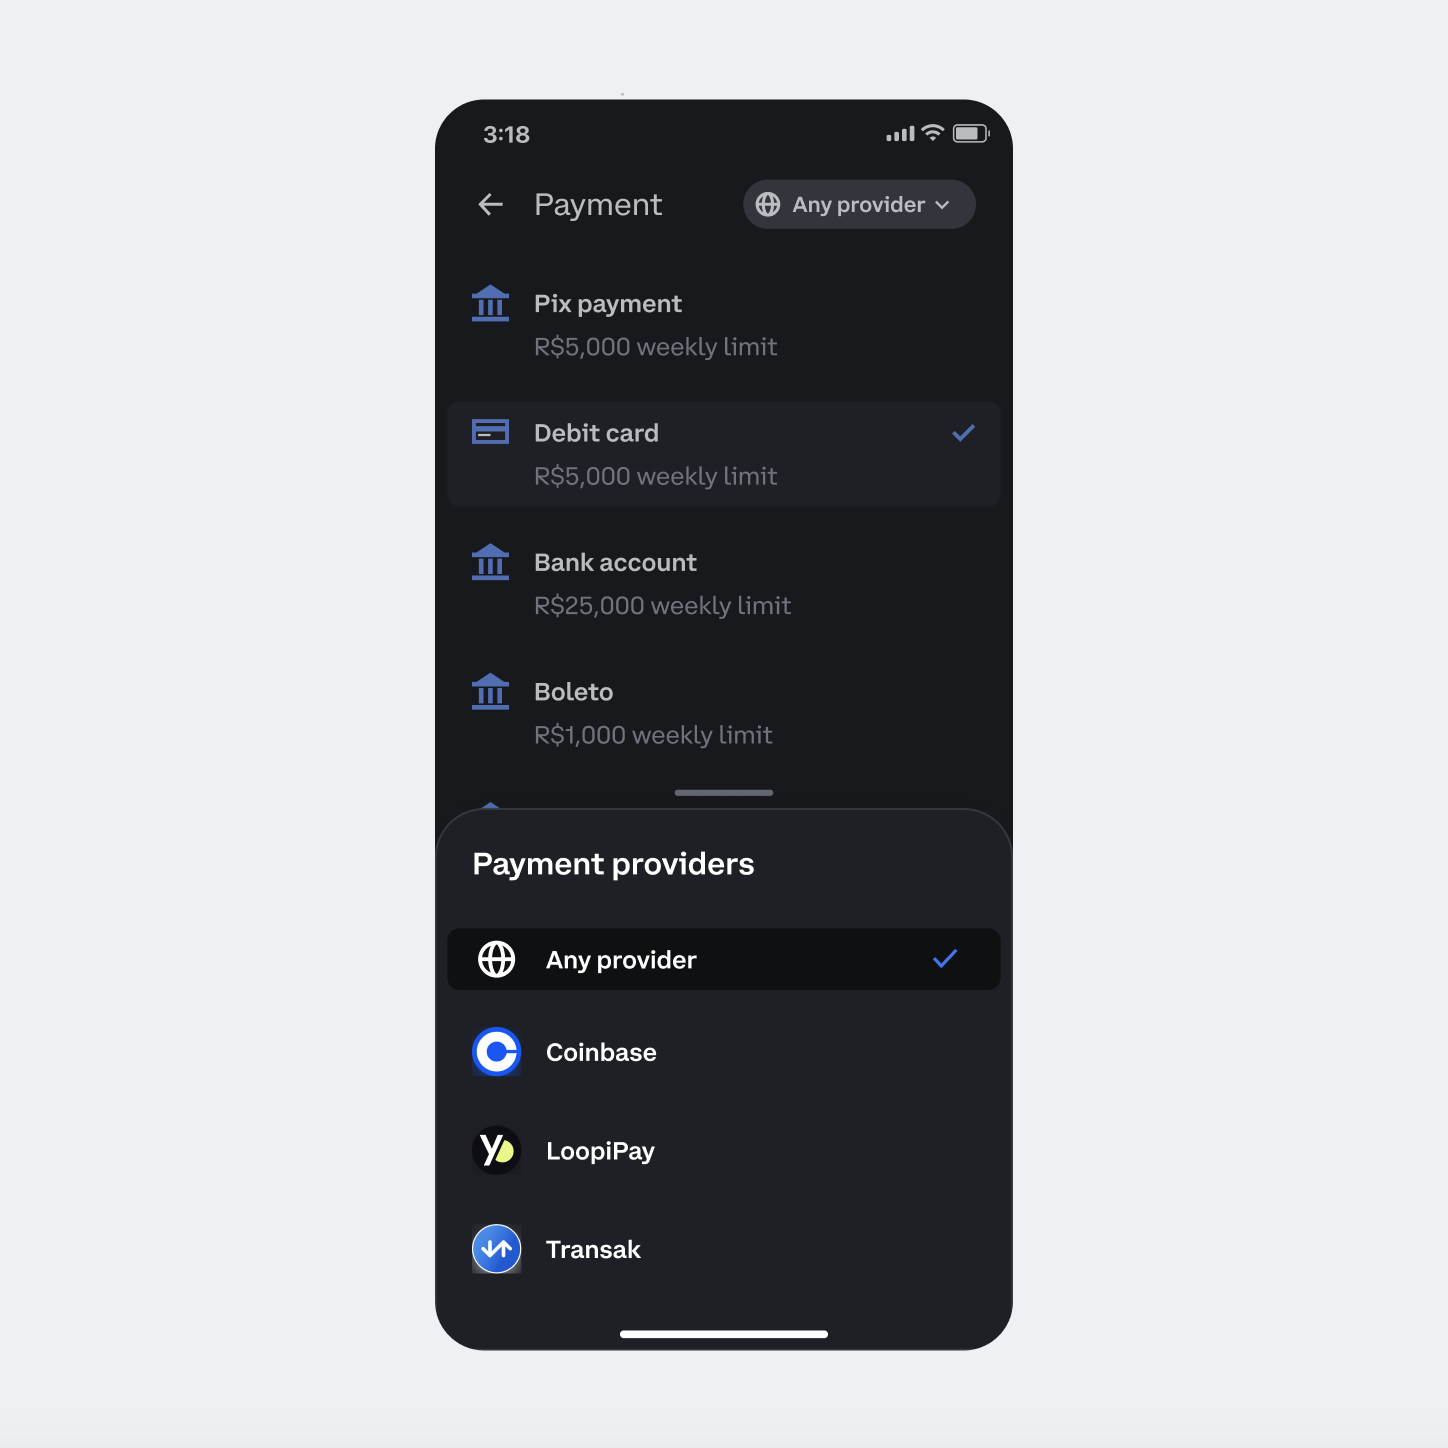 3:18
Payment
Any provider
Pix payment
R$5,000 weekly limit
Debit card
R$5,000 weekly limit
Bank account
R$25,000 weekly limit
Boleto
R$1,000 weekly limit
Payment providers
Any provider
Coinbase
LoopiPay
Transak